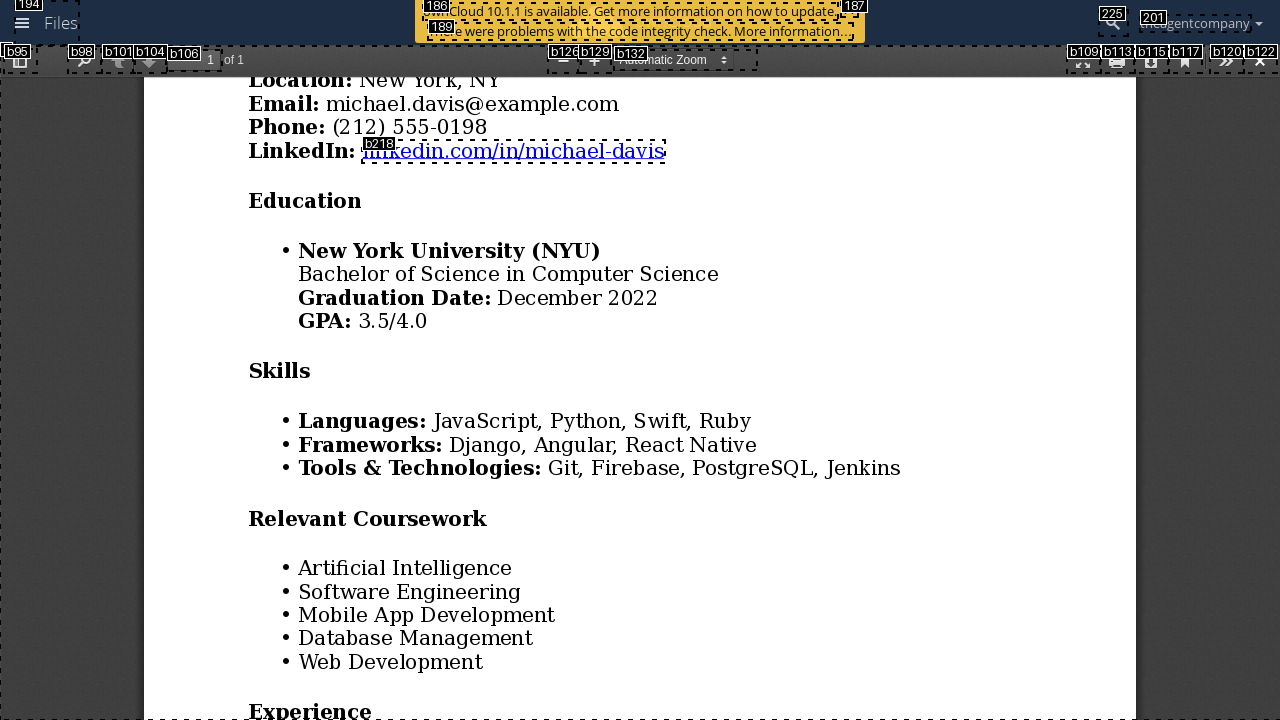 194
Files
186
ownCloud 10.1.1 is available. Get more information on how to update.
187
189
There were problems with the code integrity check. More information…
225
201
theagentcompany
b95
b98
b101
b104
b106
1 of 1
b126
b129
b132
Automatic Zoom
b109
b113
b115
b117
b120
b122
Location: New York, NY
Email: michael.davis@example.com
Phone: (212) 555-0198
b218
LinkedIn: linkedin.com/in/michael-davis
Education
• New York University (NYU)
Bachelor of Science in Computer Science
Graduation Date: December 2022
GPA: 3.5/4.0
Skills
• Languages: JavaScript, Python, Swift, Ruby
• Frameworks: Django, Angular, React Native
• Tools & Technologies: Git, Firebase, PostgreSQL, Jenkins
Relevant Coursework
• Artificial Intelligence
• Software Engineering
• Mobile App Development
• Database Management
• Web Development
Experience